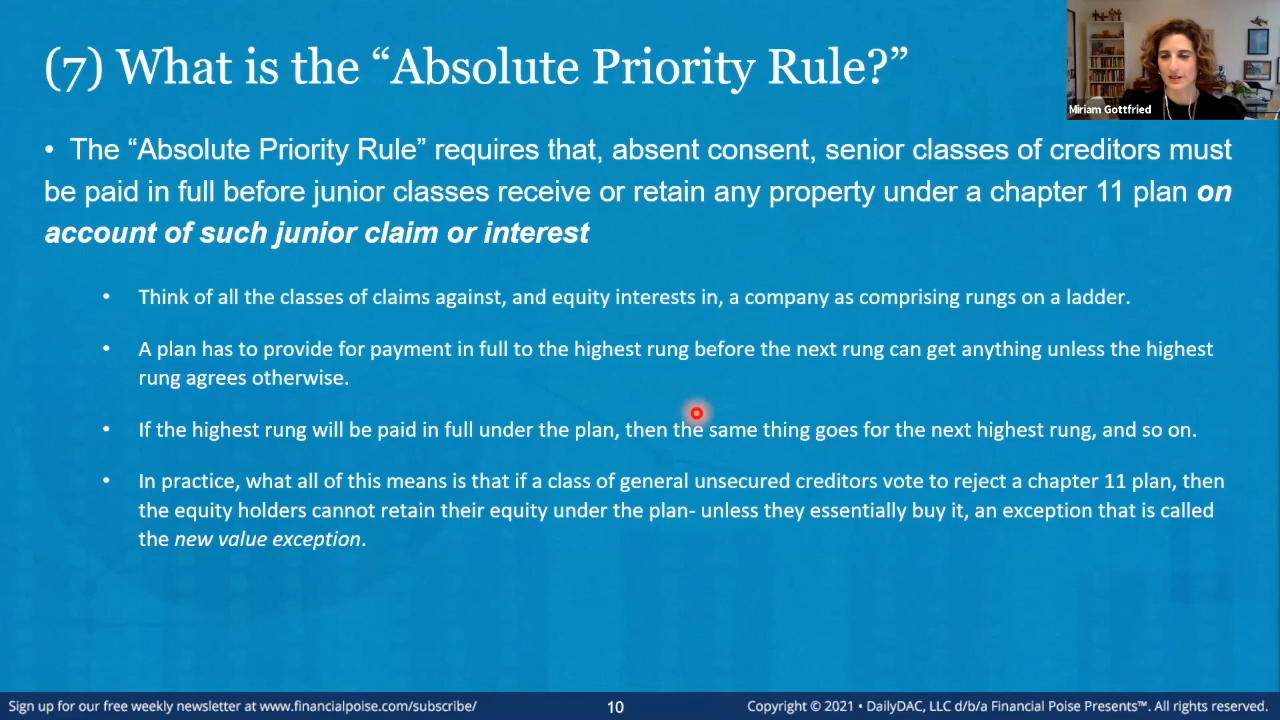 (7) What is the “Absolute Priority Rule?”
Miriam Gottfried
• The “Absolute Priority Rule” requires that, absent consent, senior classes of creditors must
be paid in full before junior classes receive or retain any property under a chapter 11 plan on
account of such junior claim or interest
• Think of all the classes of claims against, and equity interests in, a company as comprising rungs on a ladder.
• A plan has to provide for payment in full to the highest rung before the next rung can get anything unless the highest
rung agrees otherwise.
• If the highest rung will be paid in full under the plan, then the same thing goes for the next highest rung, and so on.
• In practice, what all of this means is that if a class of general unsecured creditors vote to reject a chapter 11 plan, then
the equity holders cannot retain their equity under the plan- unless they essentially buy it, an exception that is called
the new value exception.
Sign up for our free weekly newsletter at www.financialpoise.com/subscribe/
10
Copyright © 2021 • DailyDAC, LLC d/b/a Financial Poise Presents™. All rights reserved.